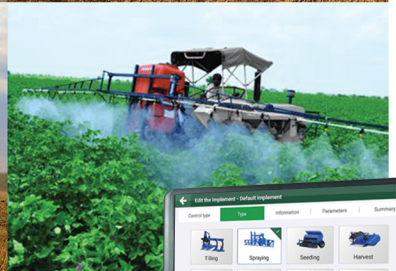 Edit the Implement - Default Implement
Control type Type Information Parameters Summary
Tilling Spraying Seeding Harvest